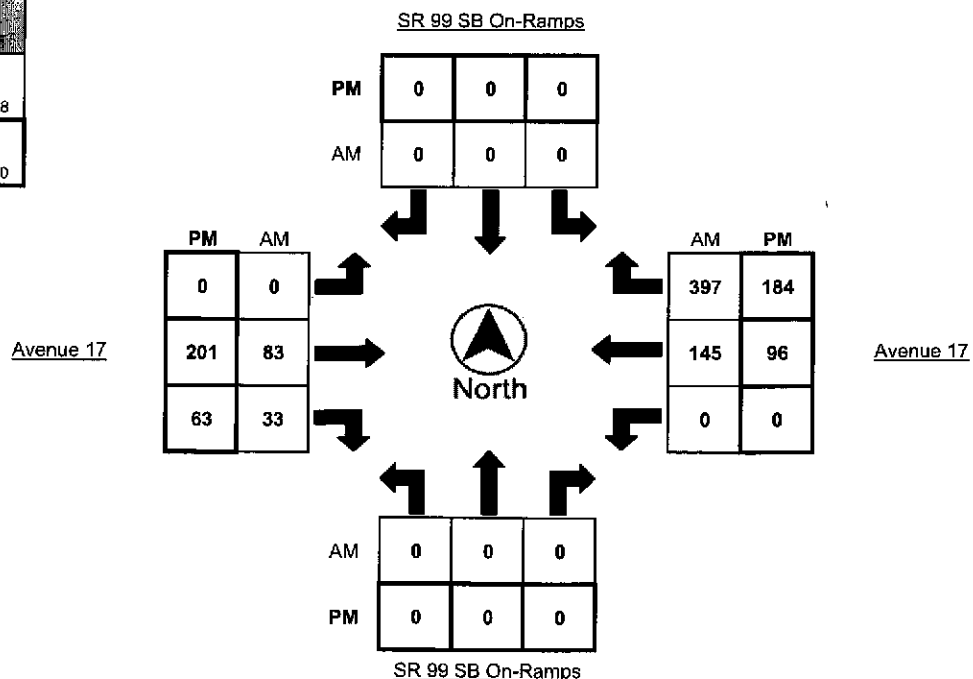 SR 99 SB On-Ramps
PM 0 0 0
8
AM 0 0 0
0
PM AM
AM PM
0 0
397 184
Avenue 17
201 83
North
145 96
Avenue 17
63 33
0 0
AM 0 0 0
PM 0 0 0
SR 99 SB On-Ramps